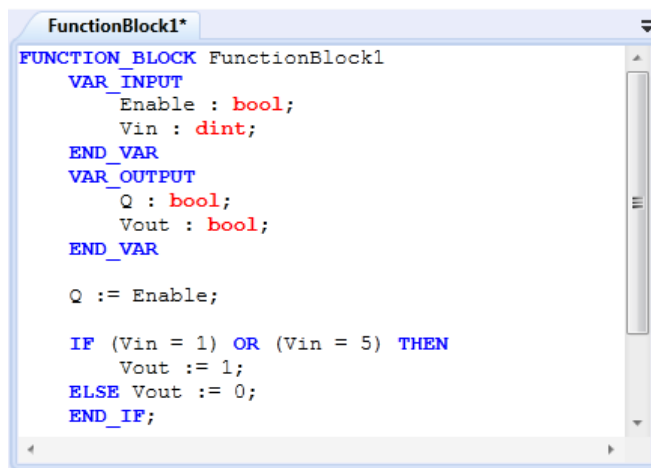 FunctionBlock1*
FUNCTION_BLOCK FunctionBlock1
VAR_INPUT
Enable : bool;
Vin : dint;
END_VAR
VAR_OUTPUT
Q : bool;
Vout : bool;
END_VAR
Q := Enable;
IF (Vin = 1) OR (Vin = 5) THEN
Vout := 1;
ELSE Vout := 0;
END_IF;